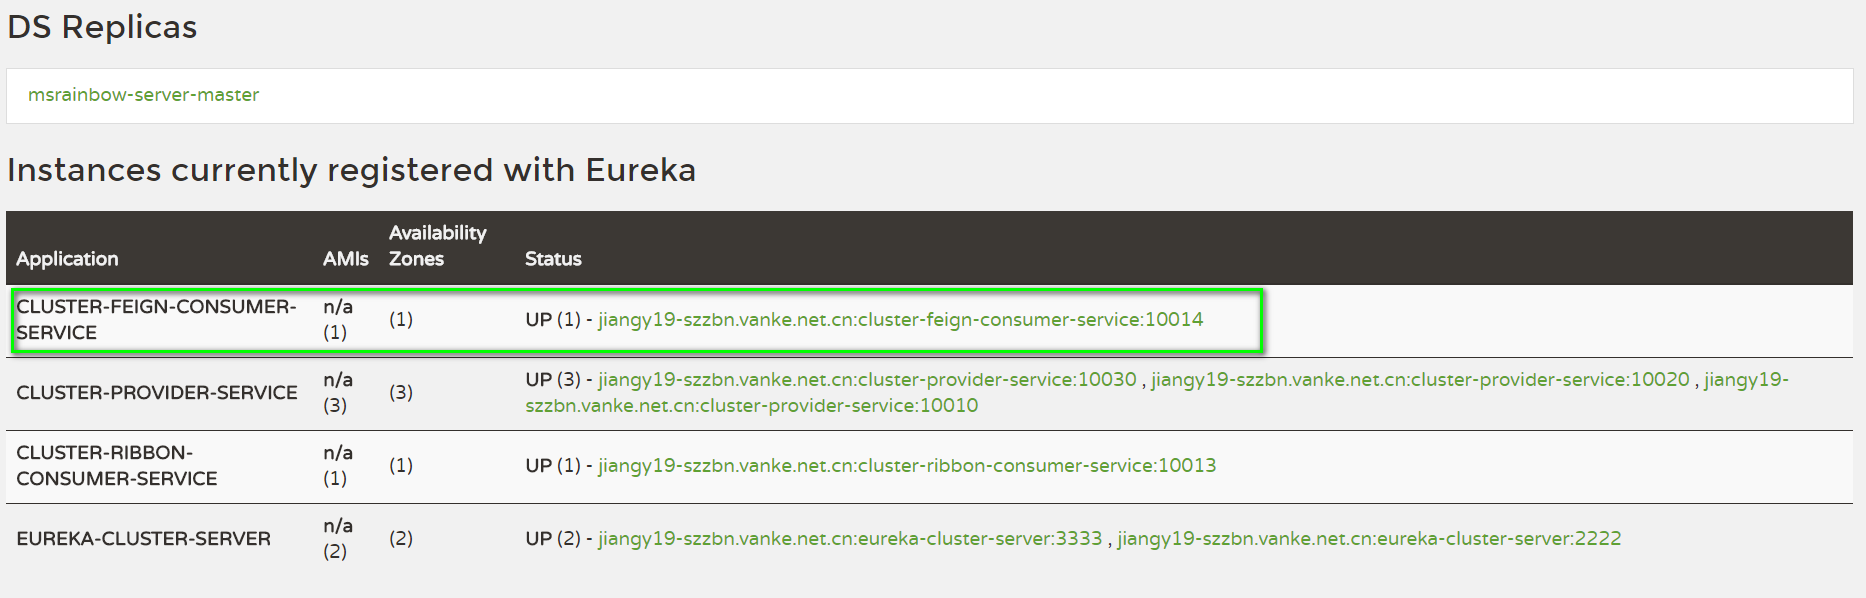 DS Replicas
msrainbow-server-master
Instances currently registered with Eureka
Application AMIs Availability Zones Status
CLUSTER-FEIGN-CONSUMER-
SERVICE
n/a
(1)
(1)
UP (1) - jiangy19-szzbn.vanke.net.cn:cluster-feign-consumer-service:10014
CLUSTER-PROVIDER-SERVICE
n/a
(3)
(3)
UP (3) - jiangy19-szzbn.vanke.net.cn:cluster-provider-service:10030 , jiangy19-szzbn.vanke.net.cn:cluster-provider-service:10020 , jiangy19-
szzbn.vanke.net.cn:cluster-provider-service:10010
CLUSTER-RIBBON-
CONSUMER-SERVICE
n/a
(1)
(1)
UP (1) - jiangy19-szzbn.vanke.net.cn:cluster-ribbon-consumer-service:10013
EUREKA-CLUSTER-SERVER
n/a
(2)
(2)
UP (2) - jiangy19-szzbn.vanke.net.cn:eureka-cluster-server:3333 , jiangy19-szzbn.vanke.net.cn:eureka-cluster-server:2222